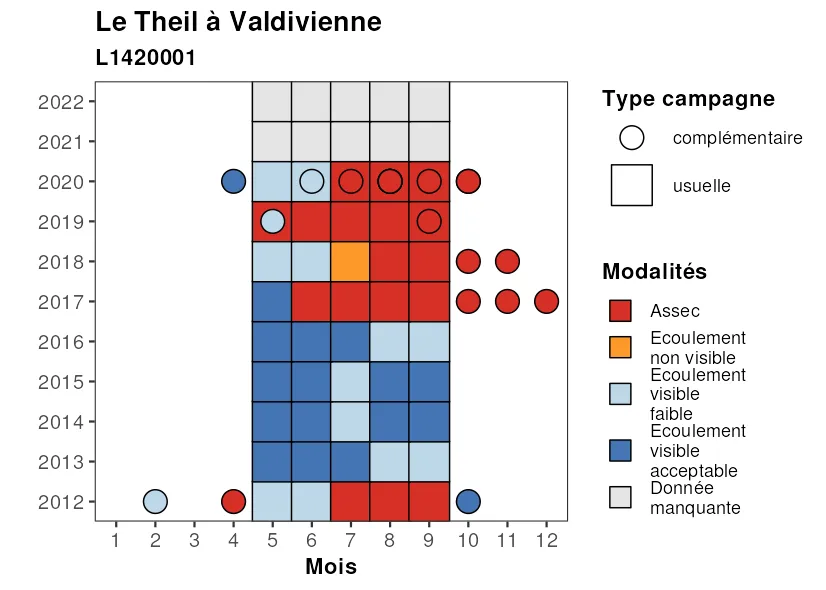 Le Theil à Valdivienne
L1420001
2022
2021
2020
2019
2018
2017
2016
2015
2014
2013
2012
1 2 3 4 5 6 7 8 9 10 11 12
Mois
Type campagne
complémentaire
usuelle
Modalités
Assec
Ecoulement
non visible
Ecoulement
visible
faible
Ecoulement
visible
acceptable
Donnée
manquante